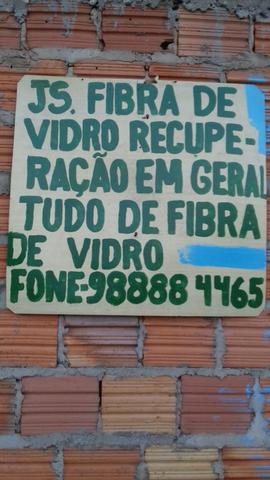 JS. FIBRA DE
VIDRO RECUPE-
RAÇÃO EM GERAL
TUDO DE FIBRA
DE VIDRO
FONE-98888 4465